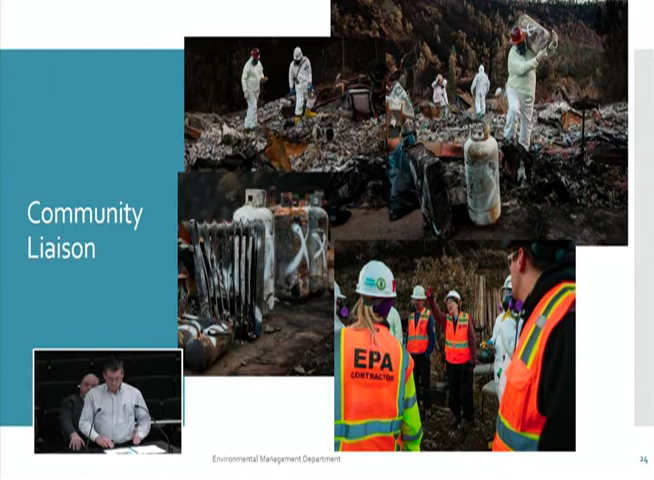 Community
Liaison
EPA
CONTRACTOR
Environmental Management Department
24